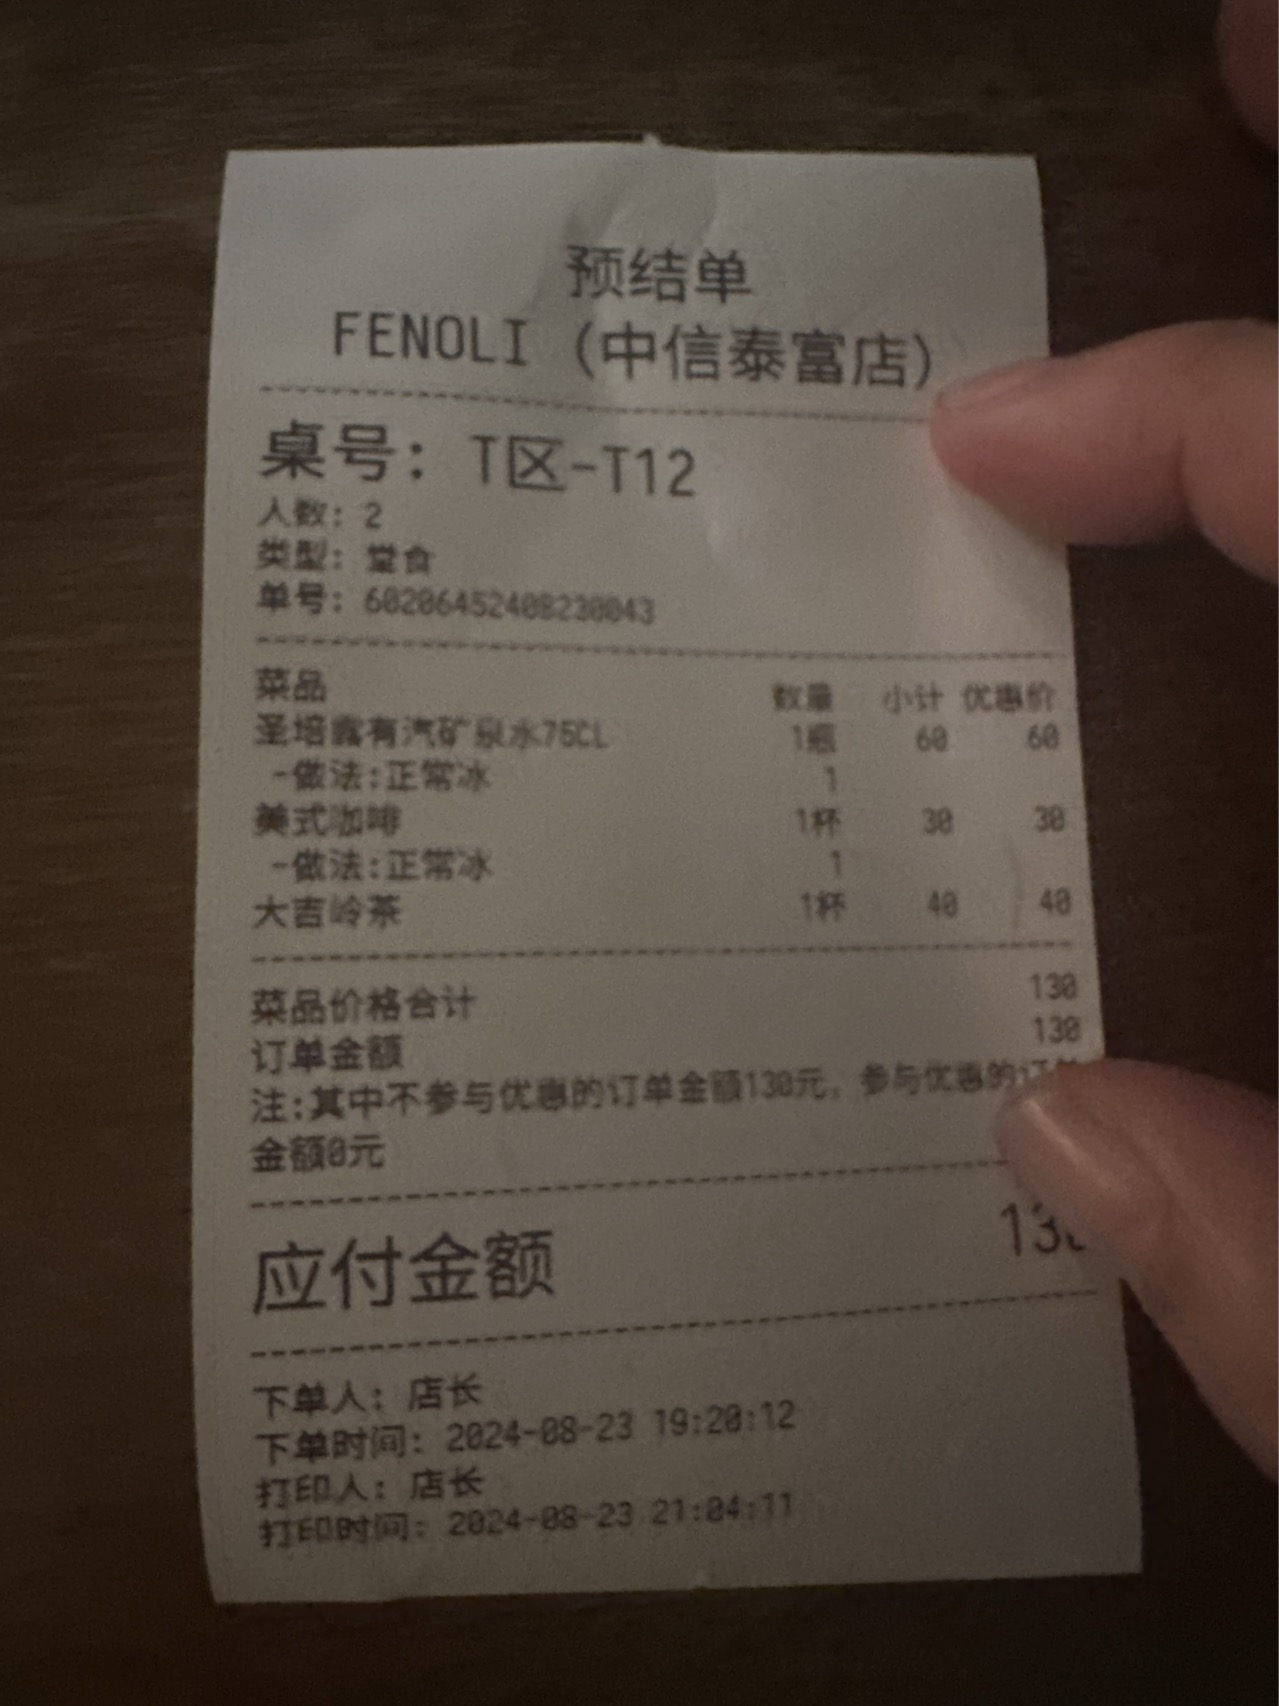 预结单
FENOLI (中信泰富店)
桌号: T区-T12
人数: 2
类型: 堂食
单号: 60206452408230043
菜品 数量 小计 优惠价
圣培露有汽矿泉水75CL 1瓶 60 60
-做法:正常冰 1
美式咖啡 1杯 30 30
-做法:正常冰 1
大吉岭茶 1杯 40 40
菜品价格合计 130
订单金额 130
注:其中不参与优惠的订单金额130元, 参与优惠的订单
金额0元
应付金额
下单人: 店长
下单时间: 2024-08-23 19:20:12
打印人: 店长
打印时间: 2024-08-23 21:04:11